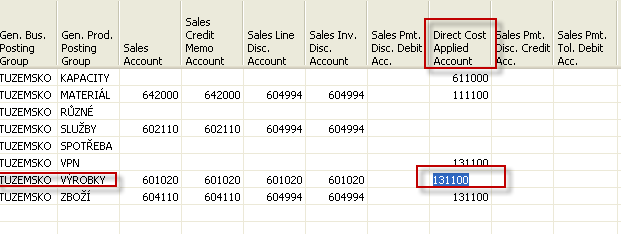 Gen. Bus. Posting Group Gen. Prod. Posting Group Sales Account Sales Credit Memo Account Sales Line Disc. Account Sales Inv. Disc. Account Sales Pmt. Disc. Debit Acc. Direct Cost Applied Account Sales Pmt. Disc. Credit Acc. Sales Pmt. Tol. Debit Acc.
TUZEMSKO KAPACITY 611000
TUZEMSKO MATERIÁL 642000 642000 604994 604994 111100
TUZEMSKO RŮZNÉ
TUZEMSKO SLUŽBY 602110 602110 604994 604994
TUZEMSKO SPOTŘEBA
TUZEMSKO VPN 131100
TUZEMSKO VÝROBKY 601020 601020 601020 601020 131100
TUZEMSKO ZBOŽÍ 604110 604110 604994 604994 131100